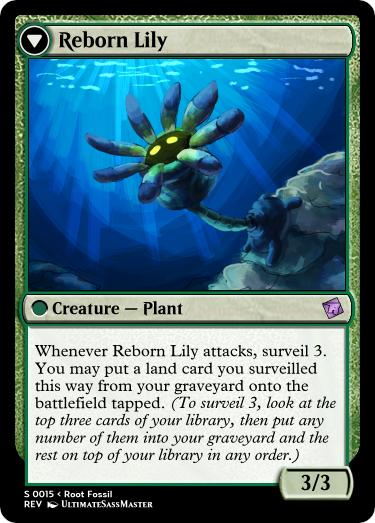 Reborn Lily
Creature — Plant
Whenever Reborn Lily attacks, surveil 3.
You may put a land card you surveilled
this way from your graveyard onto the
battlefield tapped. (To surveil 3, look at the
top three cards of your library, then put any
number of them into your graveyard and the
rest on top of your library in any order.)
3/3
S 0015 < Root Fossil
REV UltimateSassMaster